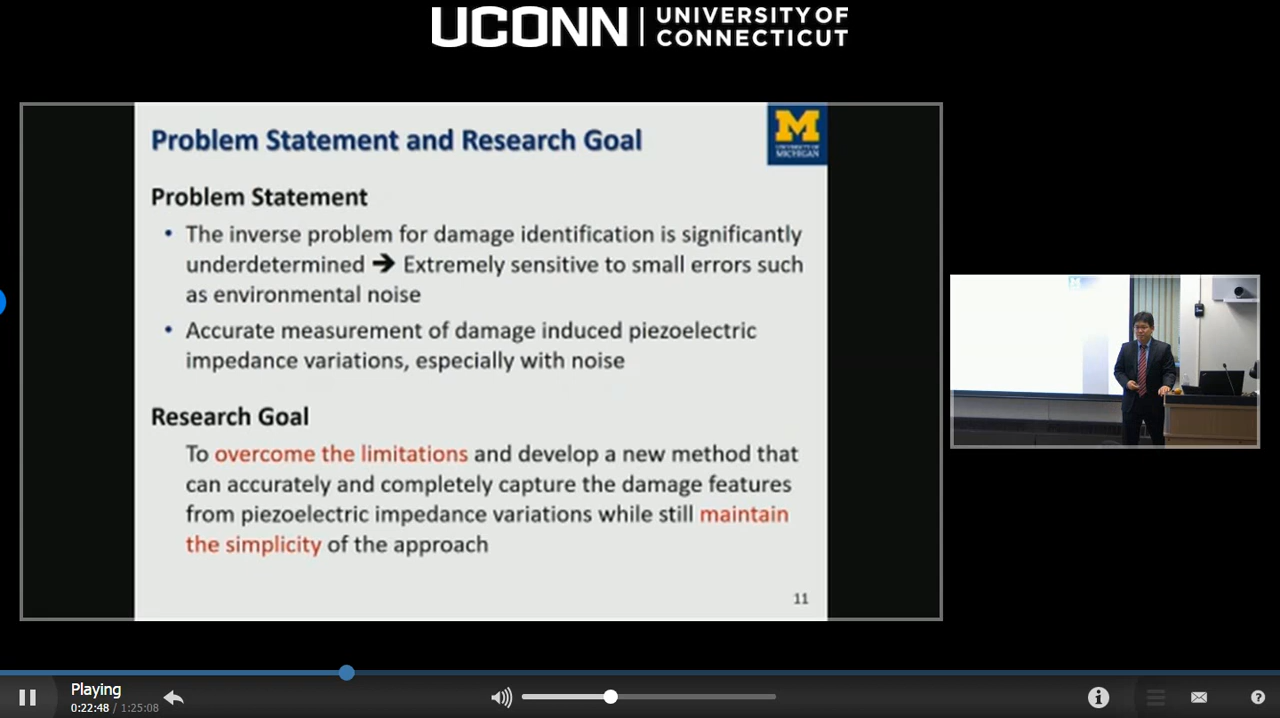 UCONN UNIVERSITY OF
CONNECTICUT
Problem Statement and Research Goal
M
UNIVERSITY OF
MICHIGAN
Problem Statement
• The inverse problem for damage identification is significantly
underdetermined ➔ Extremely sensitive to small errors such
as environmental noise
• Accurate measurement of damage induced piezoelectric
impedance variations, especially with noise
Research Goal
To overcome the limitations and develop a new method that
can accurately and completely capture the damage features
from piezoelectric impedance variations while still maintain
the simplicity of the approach
11
Playing
0:22:48 / 1:25:08